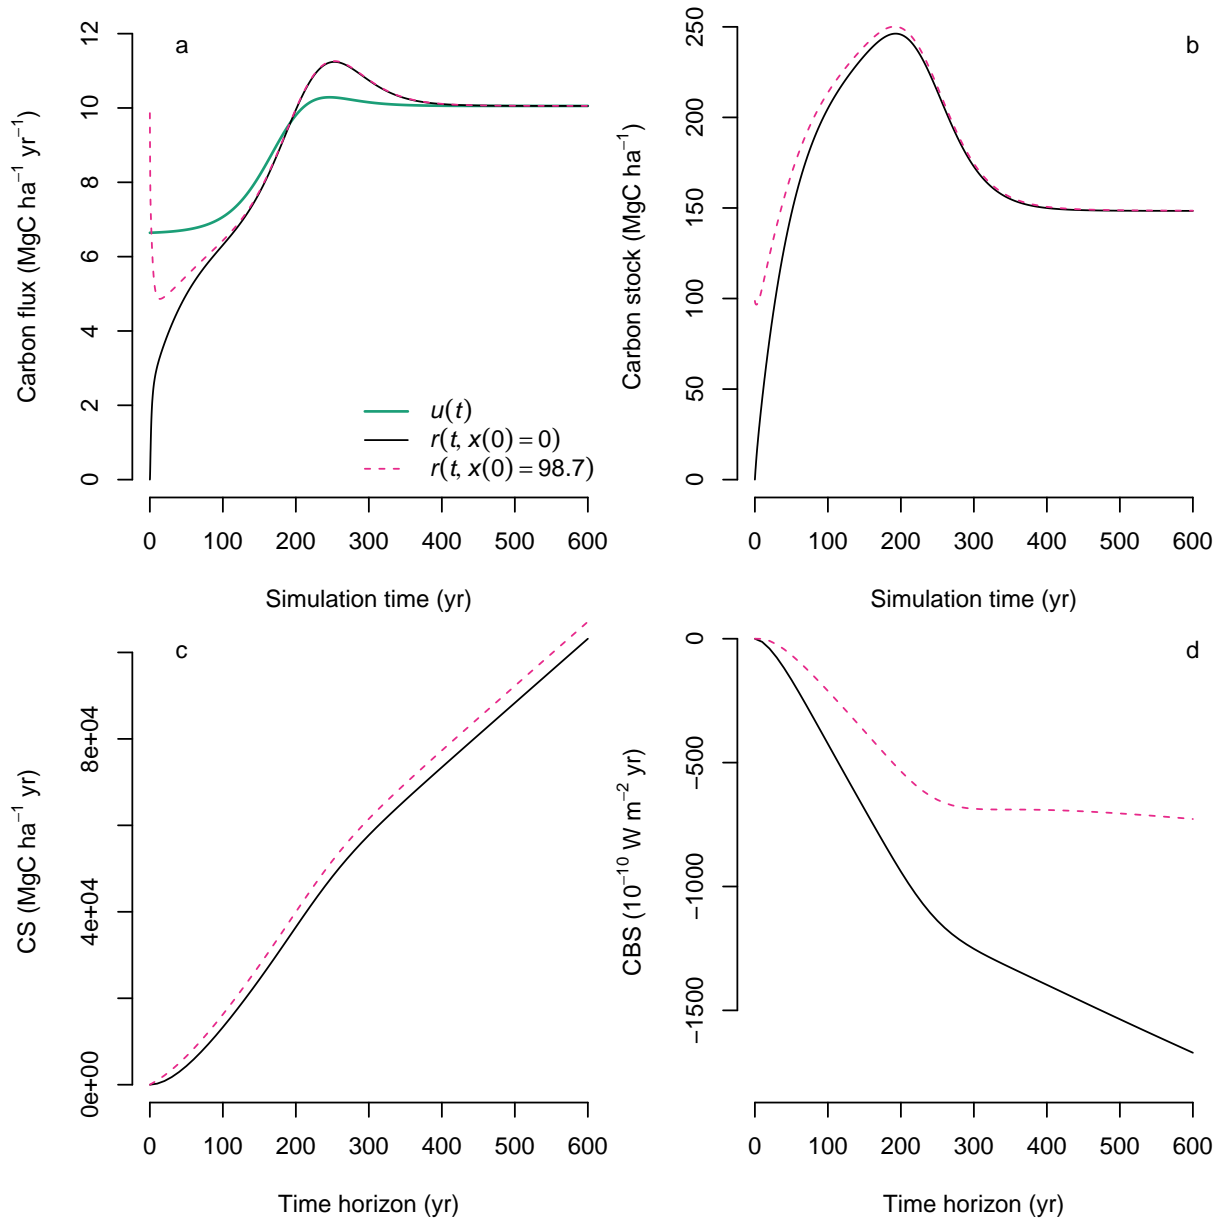 a
Carbon flux (MgC ha⁻¹ yr⁻¹)
12
10
8
6
4
2
0
u(t)
r(t, x(0) = 0)
r(t, x(0) = 98.7)
0 100 200 300 400 500 600
Simulation time (yr)
b
Carbon stock (MgC ha⁻¹)
250
200
150
100
50
0
0 100 200 300 400 500 600
Simulation time (yr)
c
CS (MgC ha⁻¹ yr)
8e+04
4e+04
0e+00
0 100 200 300 400 500 600
Time horizon (yr)
d
CBS (10⁻¹⁰ W m⁻² yr)
0
−500
−1000
−1500
0 100 200 300 400 500 600
Time horizon (yr)